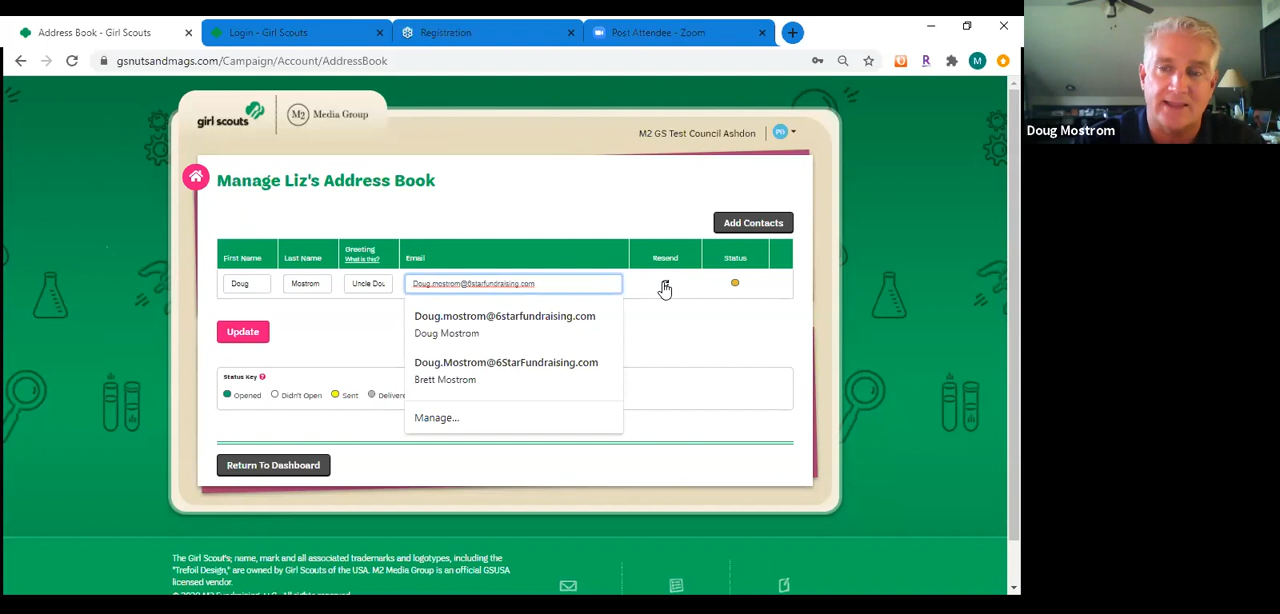 Address Book - Girl Scouts
Login - Girl Scouts
Registration
Post Attendee - Zoom
gsnutsandmags.com/Campaign/Account/AddressBook
R
M
girl scouts
M2 Media Group
M2 GS Test Council Ashdon
PG
Manage Liz's Address Book
Add Contacts
First Name
Last Name
Greeting
What is this?
Email
Resend
Status
Doug
Mostrom
Uncle Dou
Doug.mostrom@6starfundraising.com
Doug.mostrom@6starfundraising.com
Doug Mostrom
Doug.Mostrom@6StarFundraising.com
Brett Mostrom
Manage...
Update
Status Key
Opened
Didn't Open
Sent
Delivere
Return To Dashboard
The Girl Scout's; name, mark and all associated trademarks and logotypes, including the
"Trefoil Design," are owned by Girl Scouts of the USA. M2 Media Group is an official GSUSA
licensed vendor.
Doug Mostrom